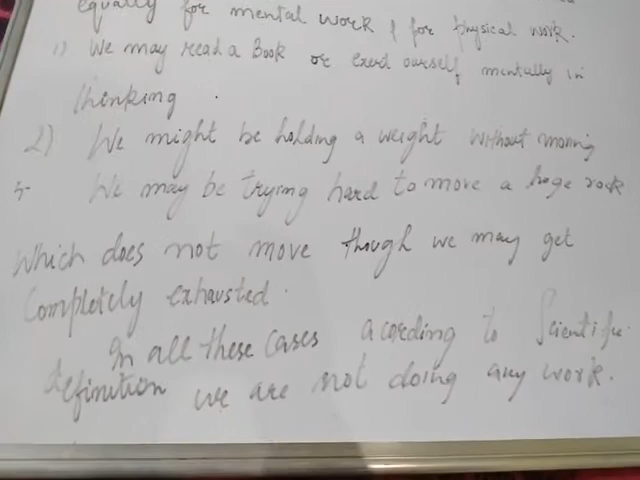 equally for mental work & for physical work.
1) We may read a Book or exert ourself mentally in
thinking.
2) We might be holding a weight without moving
We may be trying hard to move a huge rock
which does not move though we may get
Completely exhausted.
In all these cases acording to Scientific
definition we are not doing any work.